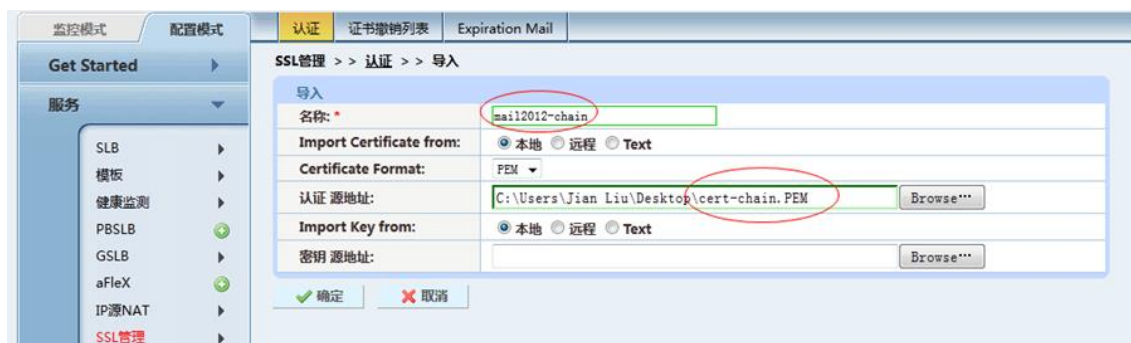 监控模式 配置模式 认证 证书撤销列表 Expiration Mail
Get Started
SSL管理 >> 认证 >> 导入
服务
导入
名称: * mail2012-chain
Import Certificate from: 本地 远程 Text
SLB
Certificate Format: PEM
模板
认证 源地址: C:\Users\Jian Liu\Desktop\cert-chain.PEM Browse...
健康监测
PBSLB
Import Key from: 本地 远程 Text
GSLB
密钥 源地址: Browse...
aFleX
确定 取消
IP源NAT
SSL管理